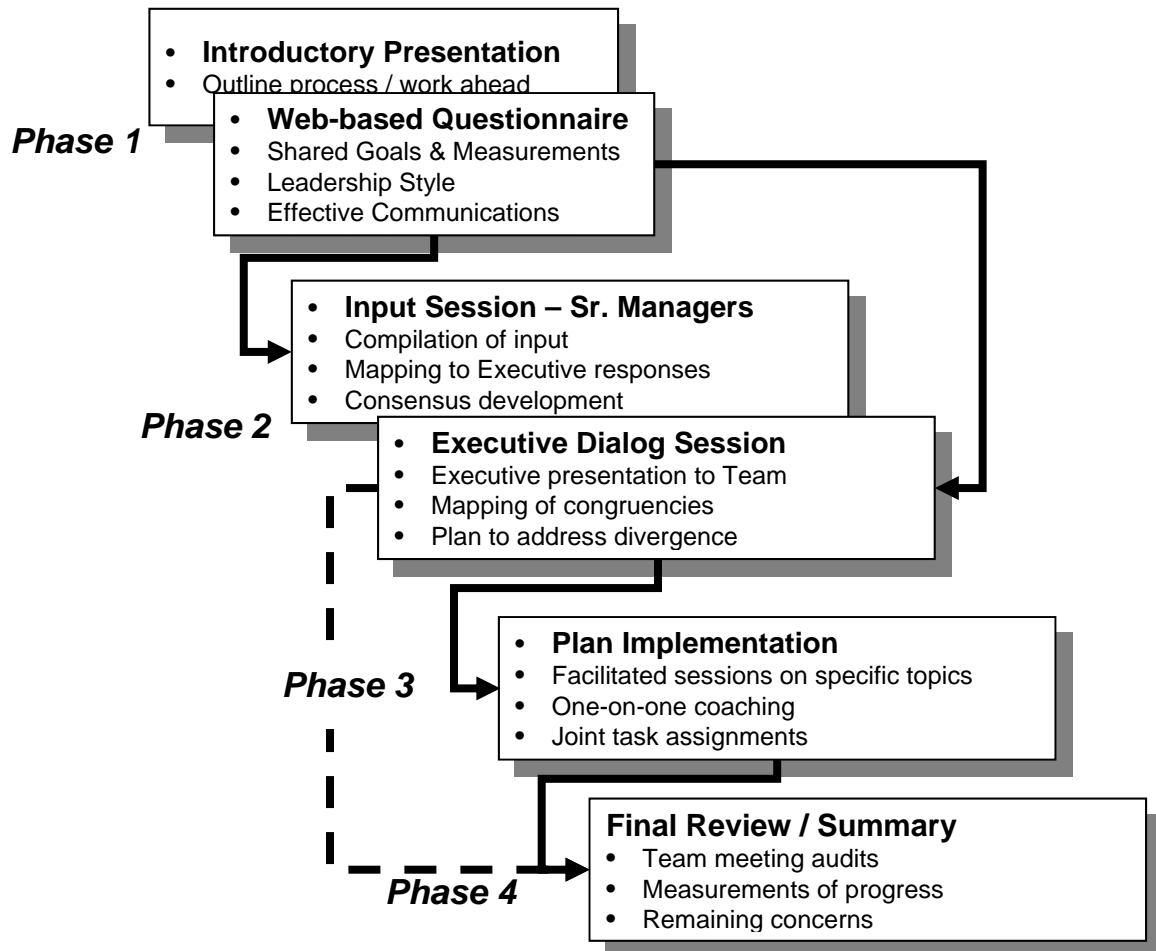 • Introductory Presentation
• Outline process / work ahead
Phase 1
• Web-based Questionnaire
• Shared Goals & Measurements
• Leadership Style
• Effective Communications
• Input Session – Sr. Managers
• Compilation of input
• Mapping to Executive responses
• Consensus development
Phase 2
• Executive Dialog Session
• Executive presentation to Team
• Mapping of congruencies
• Plan to address divergence
Phase 3
• Plan Implementation
• Facilitated sessions on specific topics
• One-on-one coaching
• Joint task assignments
Phase 4
Final Review / Summary
• Team meeting audits
• Measurements of progress
• Remaining concerns